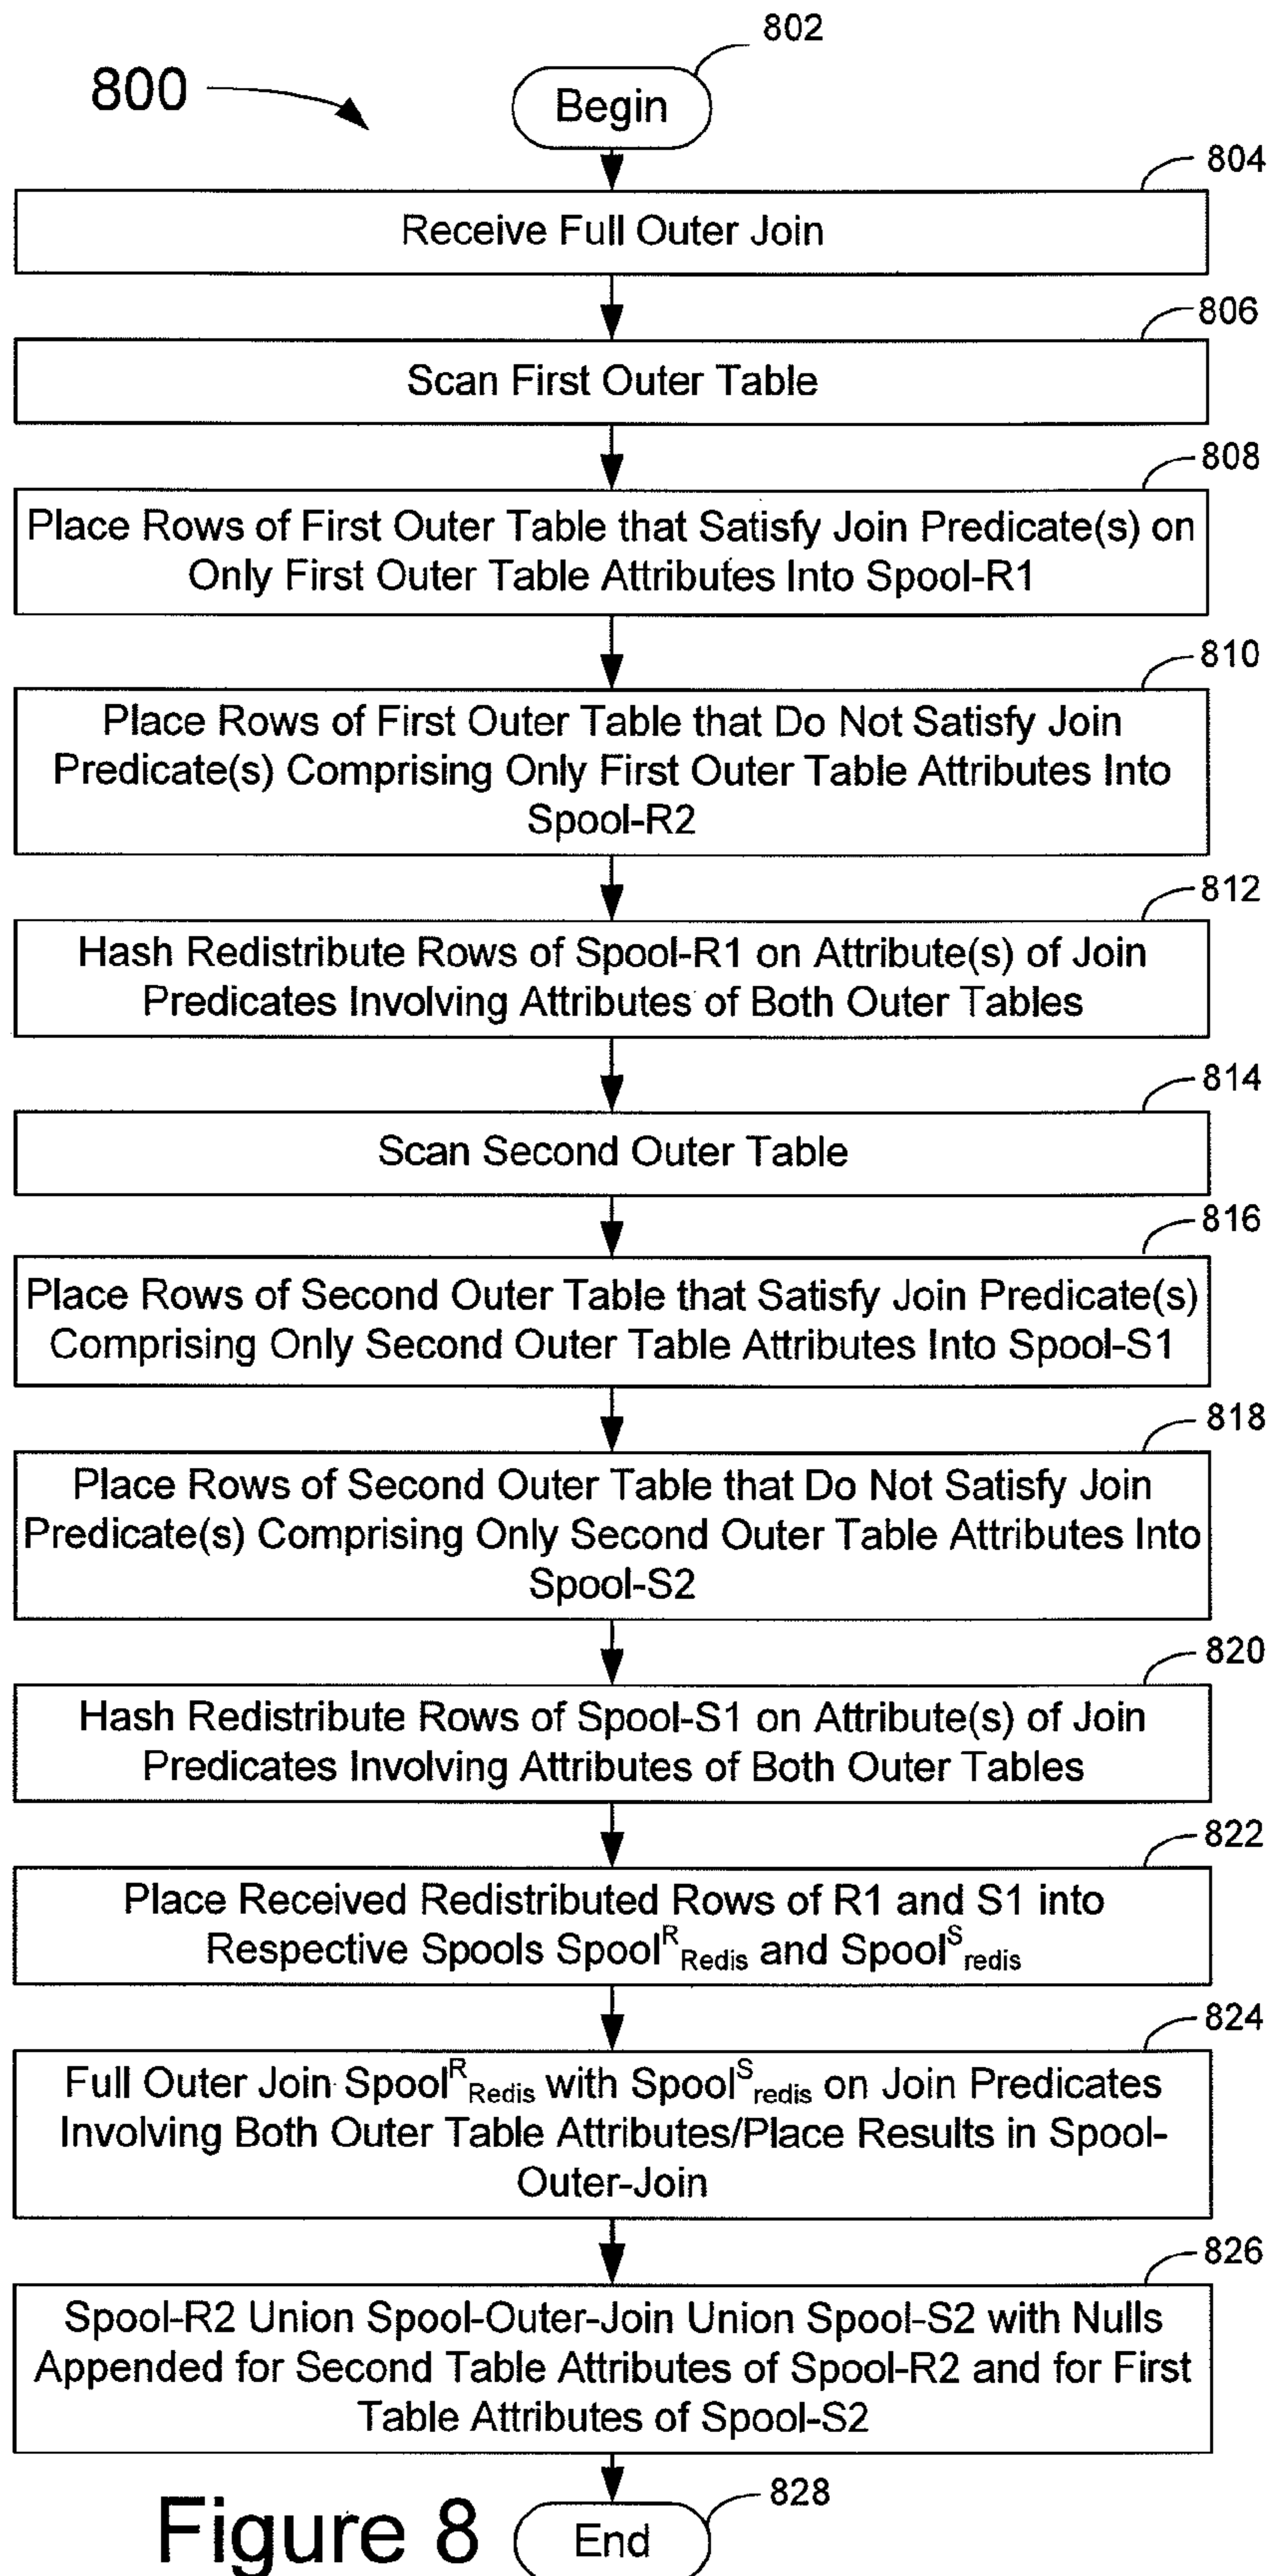 802
800
Begin
804
Receive Full Outer Join
806
Scan First Outer Table
808
Place Rows of First Outer Table that Satisfy Join Predicate(s) on
Only First Outer Table Attributes Into Spool-R1
810
Place Rows of First Outer Table that Do Not Satisfy Join
Predicate(s) Comprising Only First Outer Table Attributes Into
Spool-R2
812
Hash Redistribute Rows of Spool-R1 on Attribute(s) of Join
Predicates Involving Attributes of Both Outer Tables
814
Scan Second Outer Table
816
Place Rows of Second Outer Table that Satisfy Join Predicate(s)
Comprising Only Second Outer Table Attributes Into Spool-S1
818
Place Rows of Second Outer Table that Do Not Satisfy Join
Predicate(s) Comprising Only Second Outer Table Attributes Into
Spool-S2
820
Hash Redistribute Rows of Spool-S1 on Attribute(s) of Join
Predicates Involving Attributes of Both Outer Tables
822
Place Received Redistributed Rows of R1 and S1 into
Respective Spools Spool^R_Redis and Spool^S_redis
824
Full Outer Join Spool^R_Redis with Spool^S_redis on Join Predicates
Involving Both Outer Table Attributes/Place Results in Spool-
Outer-Join
826
Spool-R2 Union Spool-Outer-Join Union Spool-S2 with Nulls
Appended for Second Table Attributes of Spool-R2 and for First
Table Attributes of Spool-S2
828
End
Figure 8